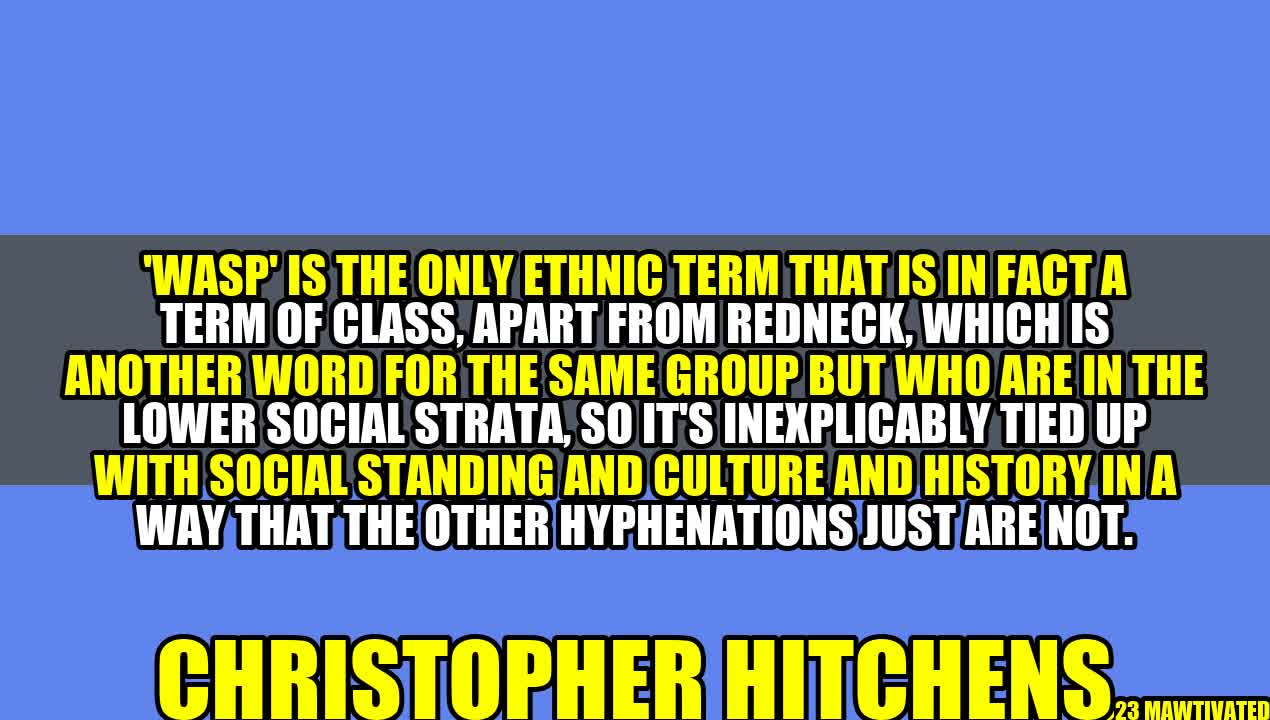 'WASP' IS THE ONLY ETHNIC TERM THAT IS IN FACT A
TERM OF CLASS, APART FROM REDNECK, WHICH IS
ANOTHER WORD FOR THE SAME GROUP BUT WHO ARE IN THE
LOWER SOCIAL STRATA, SO IT'S INEXPLICABLY TIED UP
WITH SOCIAL STANDING AND CULTURE AND HISTORY IN A
WAY THAT THE OTHER HYPHENATIONS JUST ARE NOT.
CHRISTOPHER HITCHENS
.23 MAWTIVATED